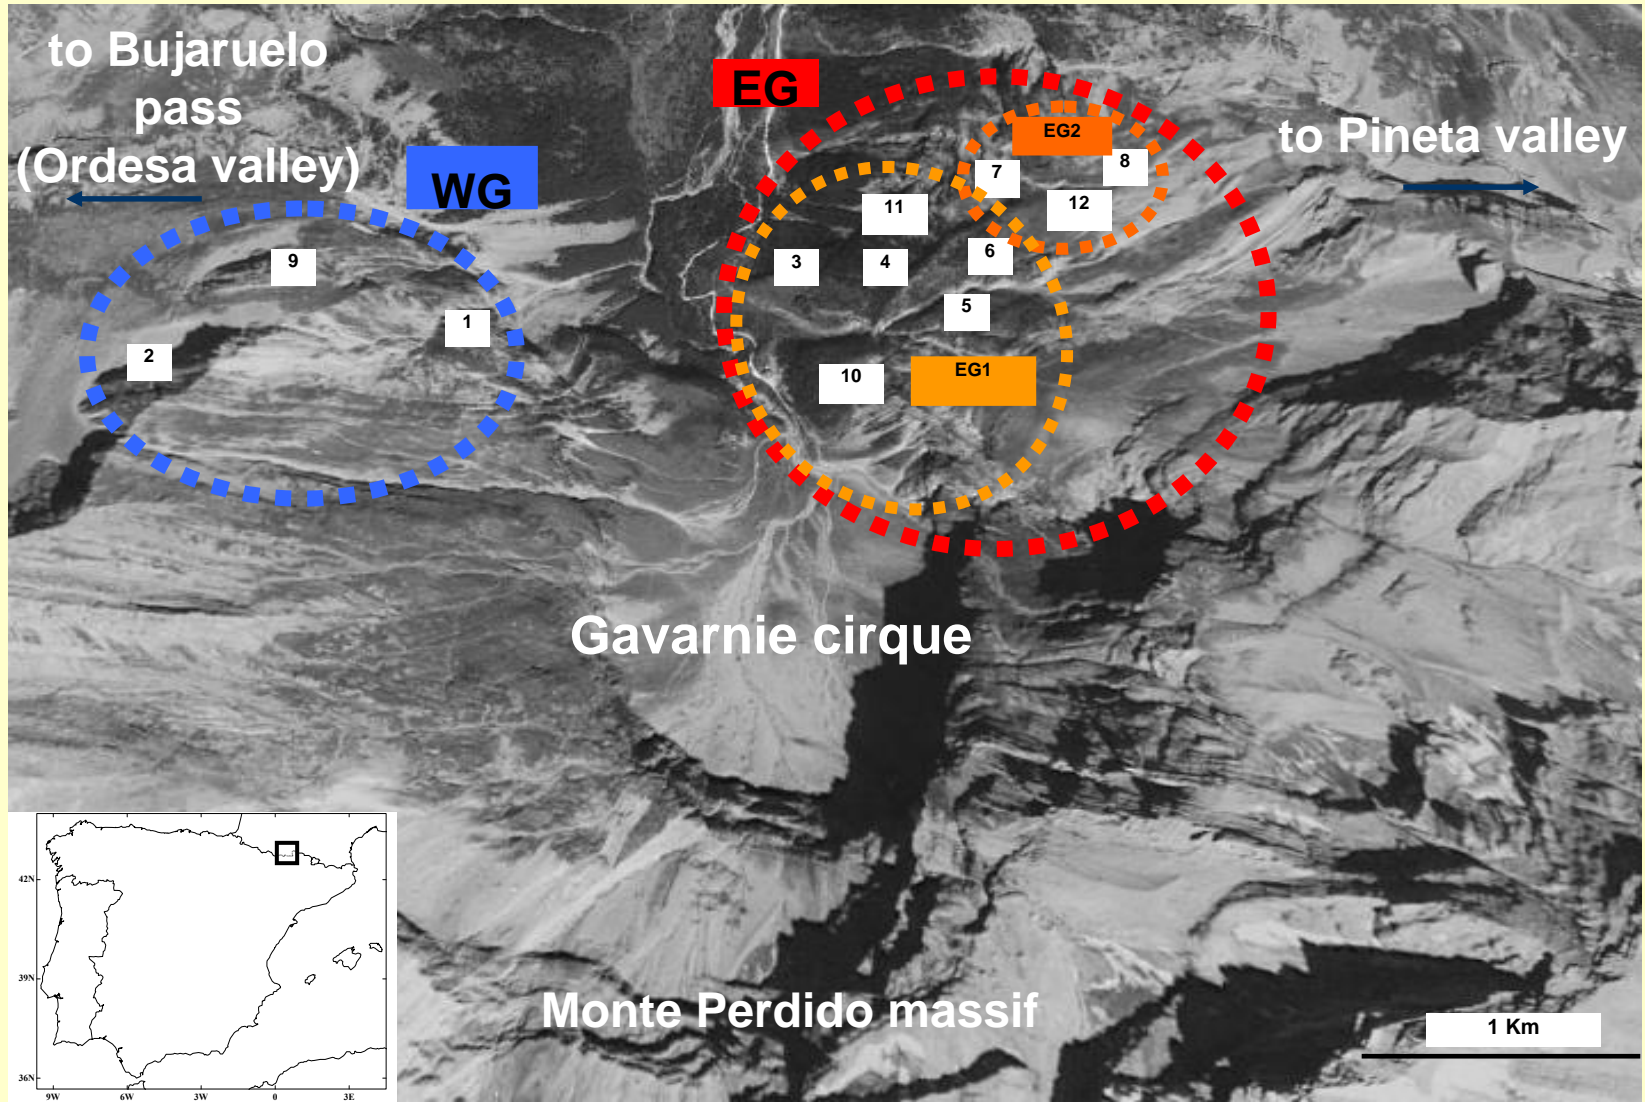 to Bujaruelo
pass
(Ordesa valley)
WG
EG
EG2
to Pineta valley
7
8
12
11
9
3
4
6
5
1
2
10
EG1
Gavarnie cirque
Monte Perdido massif
1 Km
42N
39N
36N
9W 6W 3W 0 3E